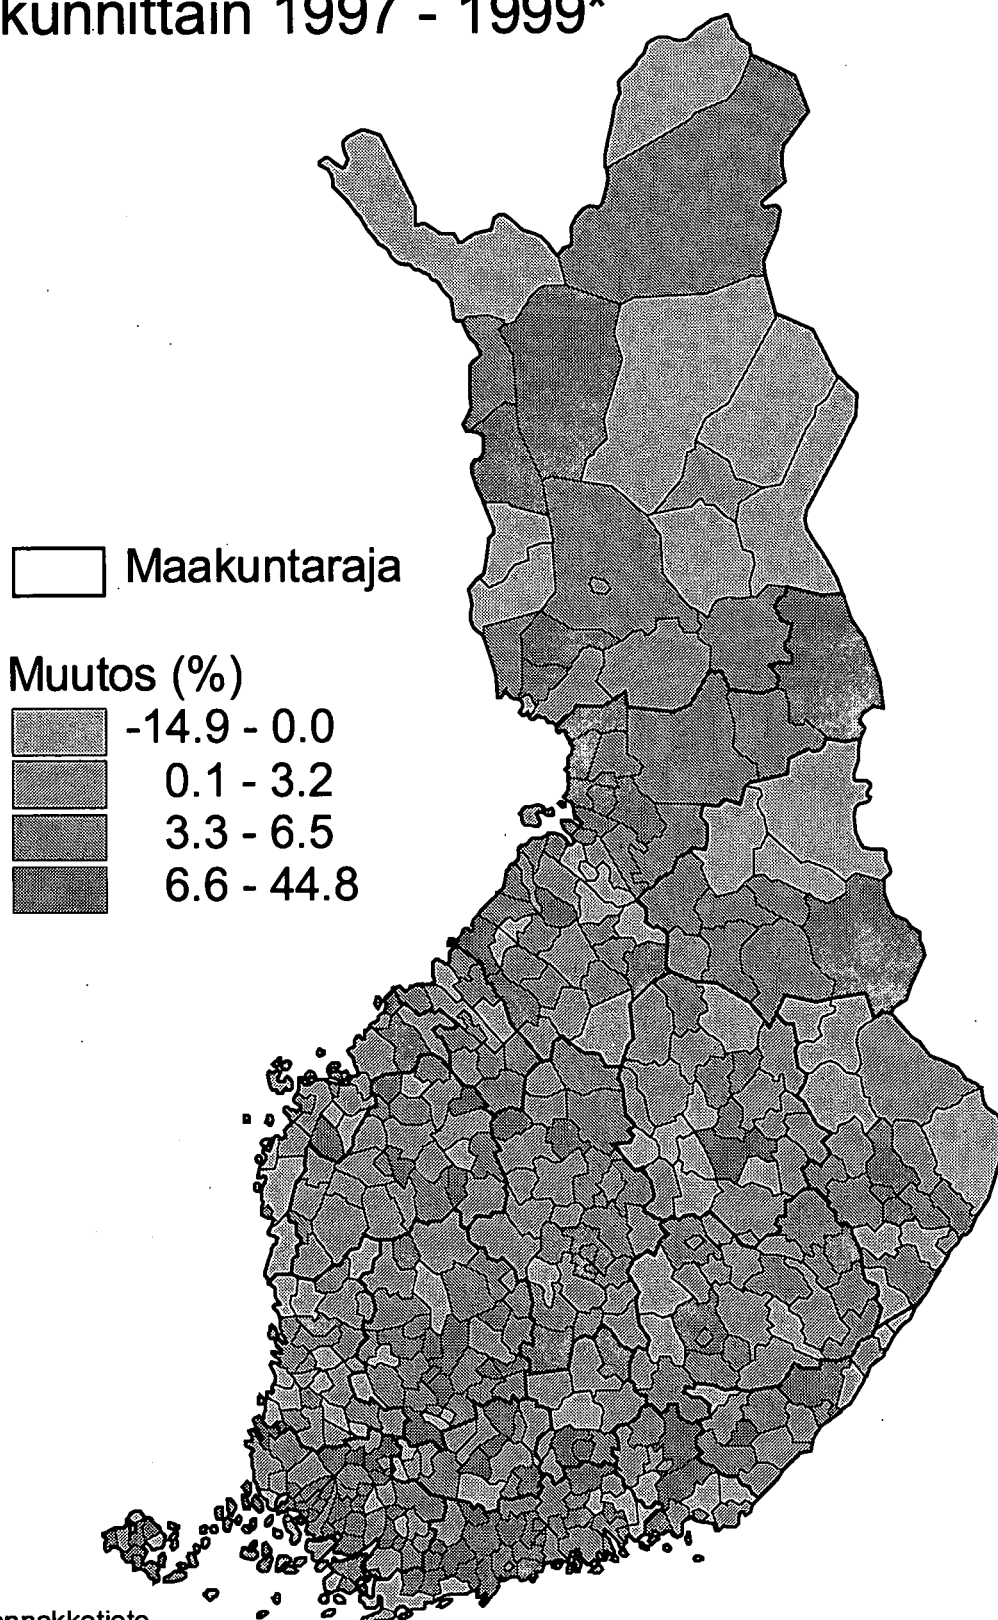 kunnittain 1997 - 1999*
Maakuntaraja
Muutos (%)
-14.9 - 0.0
0.1 - 3.2
3.3 - 6.5
6.6 - 44.8